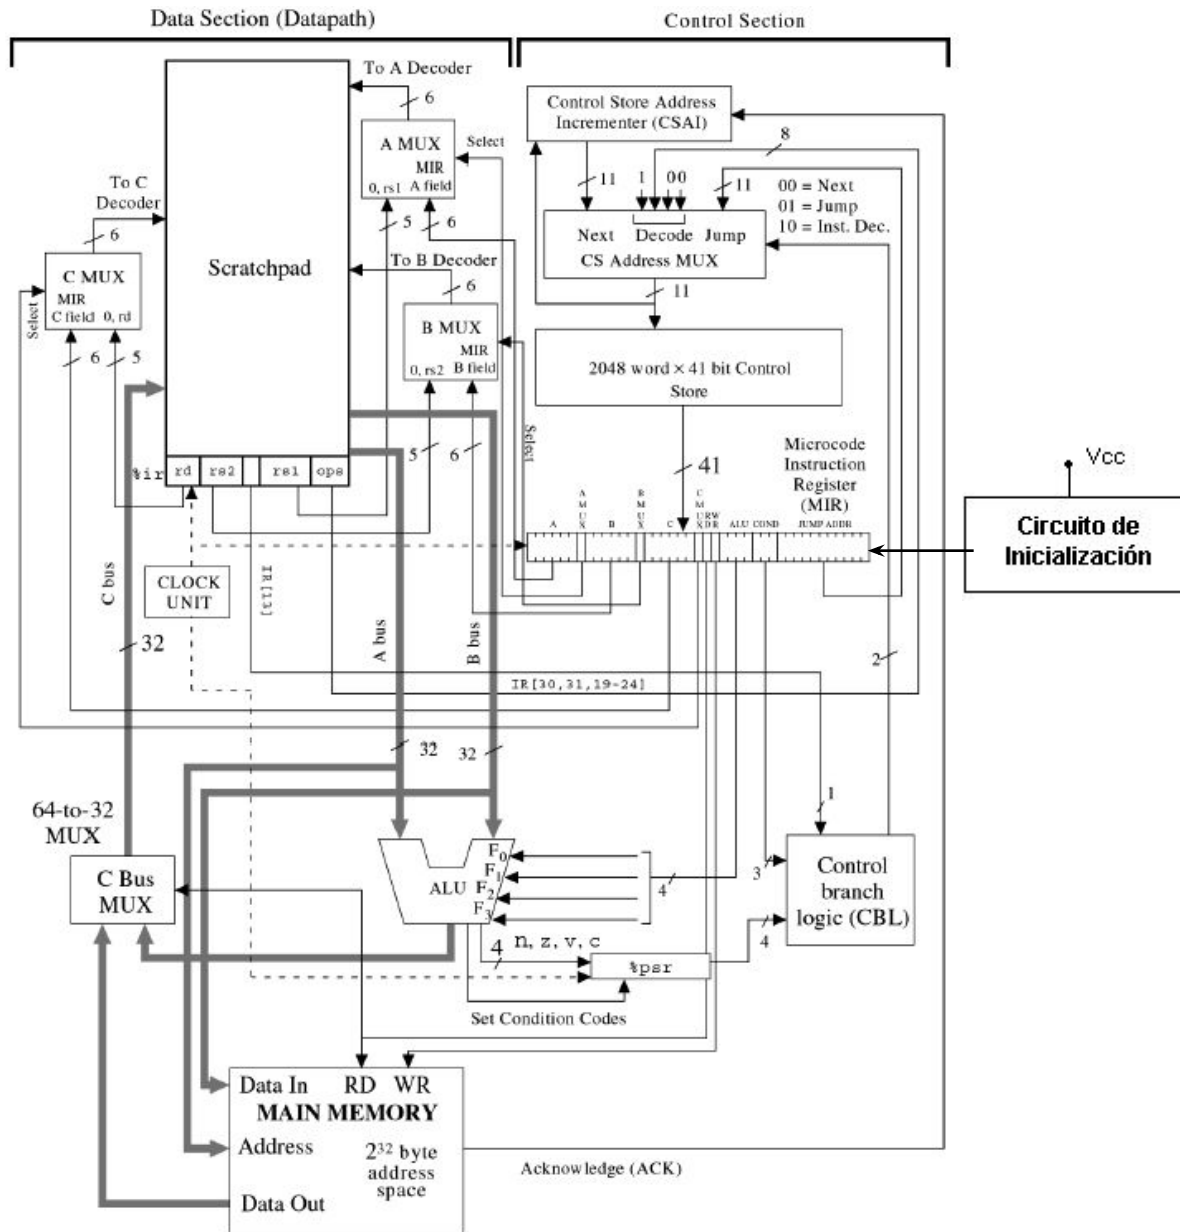 Data Section (Datapath)
Control Section
To A Decoder
6
A MUX
MIR
0, rs1 A field
Select
5
6
To C
Decoder
6
C MUX
MIR
C field 0, rd
Select
6
5
Scratchpad
To B Decoder
6
B MUX
MIR
0, rs2 B field
5
6
Select
Control Store Address
Incrementer (CSAI)
8
11
1
00
11
00 = Next
01 = Jump
10 = Inst. Dec.
Next Decode Jump
CS Address MUX
11
2048 word × 41 bit Control
Store
41
Microcode
Instruction
Register
(MIR)
Vcc
Circuito de
Inicialización
%ir rd rs2 rs1 ops
A
AMUX
B
BMUX
C
CMUX
RD
WR
ALU
COND
JUMP ADDR
CLOCK
UNIT
IR[13]
C bus
32
A bus
B bus
IR[30,31,19-24]
2
32
32
64-to-32
MUX
C Bus
MUX
ALU
F0
F1
F2
F3
4
1
3
Control
branch
logic (CBL)
4
4
n, z, v, c
%psr
Set Condition Codes
Data In RD WR
MAIN MEMORY
Address
2³² byte
address
space
Data Out
Acknowledge (ACK)